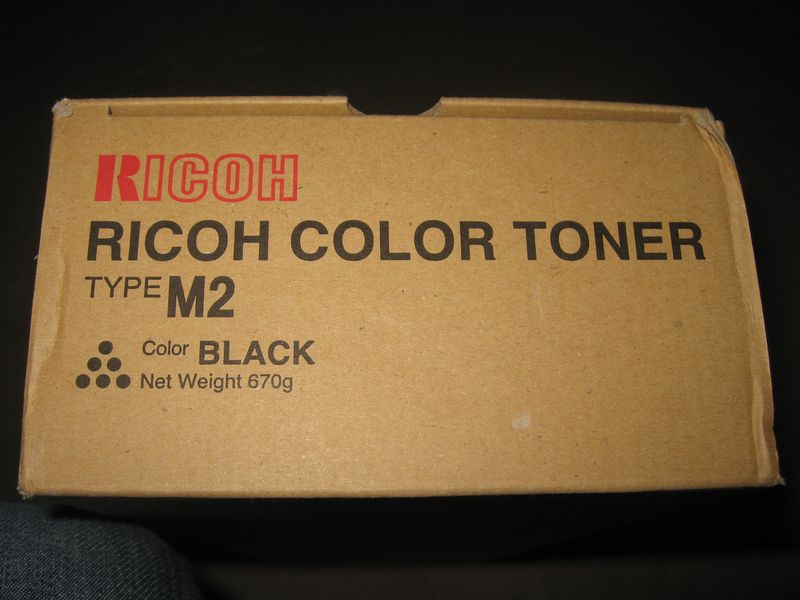 RICOH
RICOH COLOR TONER
TYPE M2
Color BLACK
Net Weight 670g